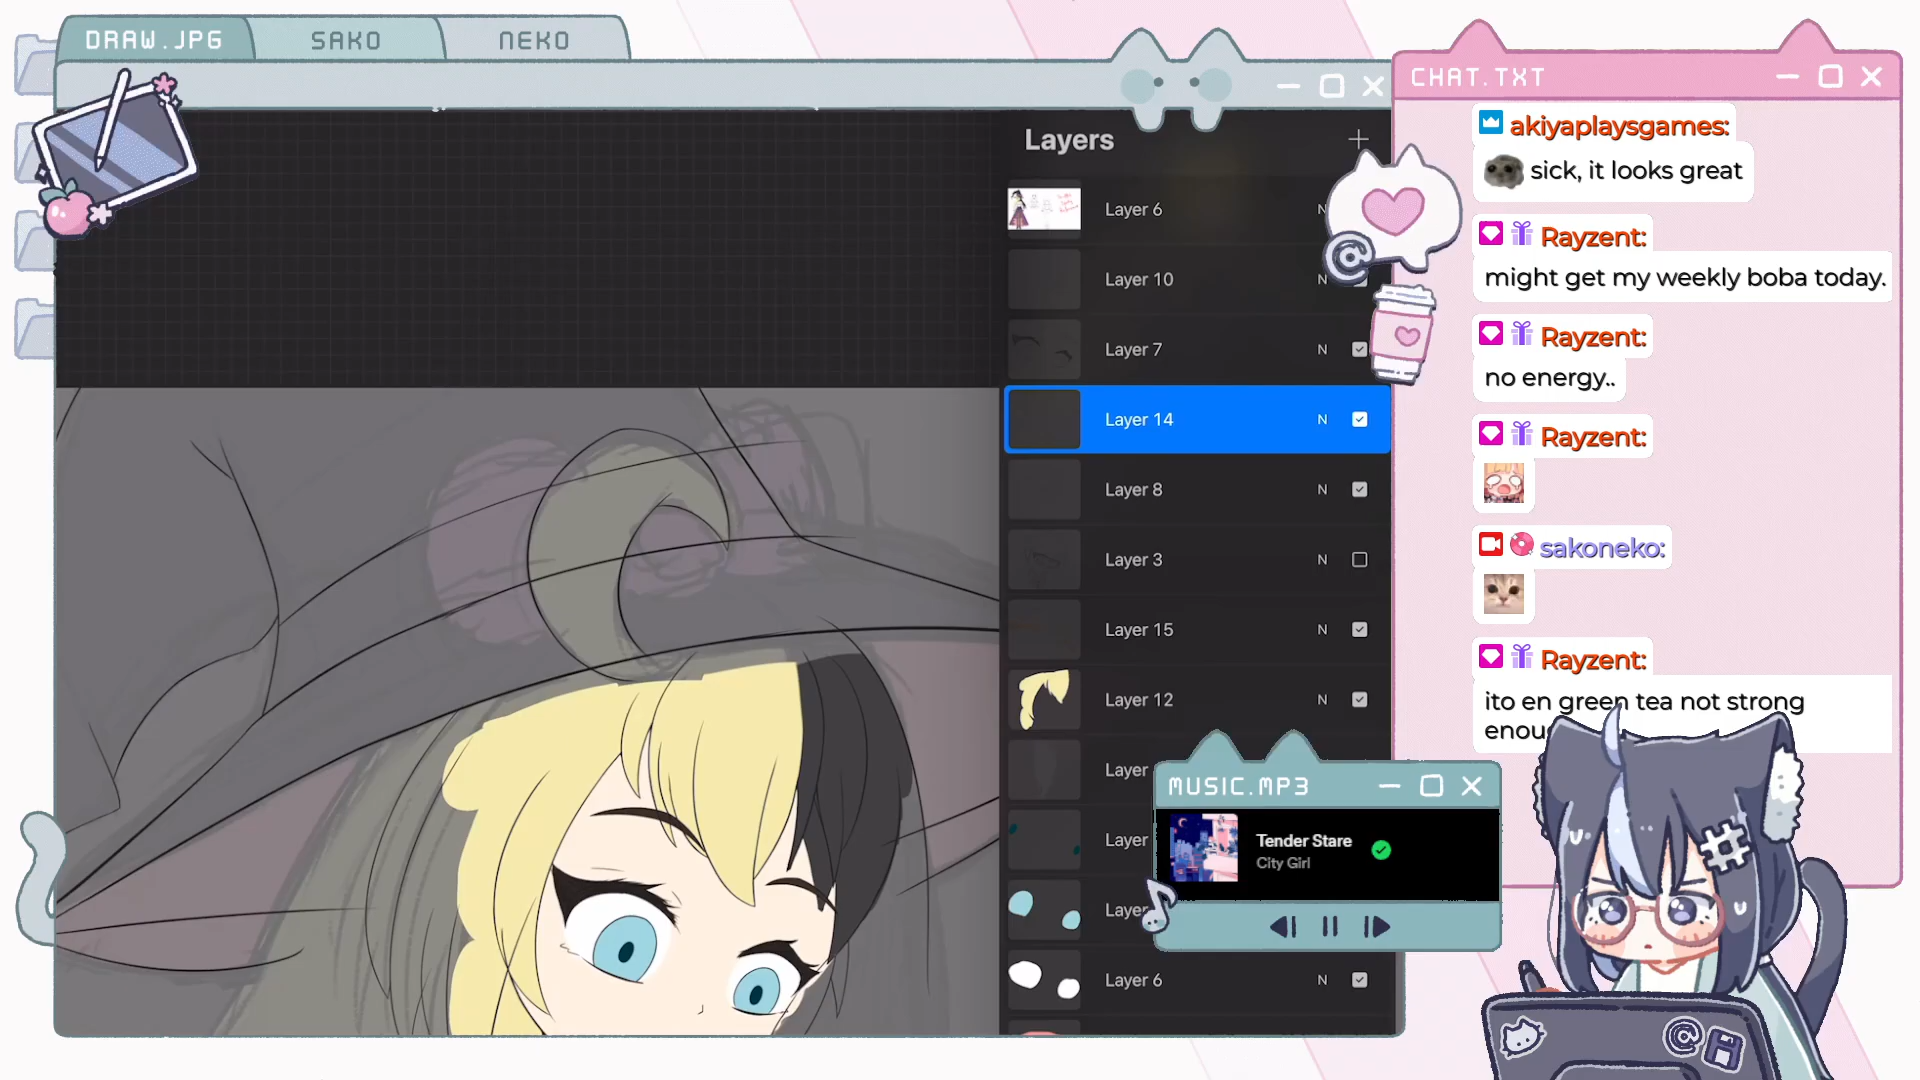 DRAW.JPG
SAKO
NEKO
Layers
Layer 6
N
Layer 10
N
Layer 7
N
Layer 14
N
Layer 8
N
Layer 3
N
Layer 15
N
Layer 12
N
Layer
Layer
Layer
Layer 6
N
CHAT.TXT
akiyaplaysgames:
sick, it looks great
Rayzent:
might get my weekly boba today.
Rayzent:
no energy..
Rayzent:
sakoneko:
Rayzent:
ito en green tea not strong
MUSIC.MP3
Tender Stare
City Girl